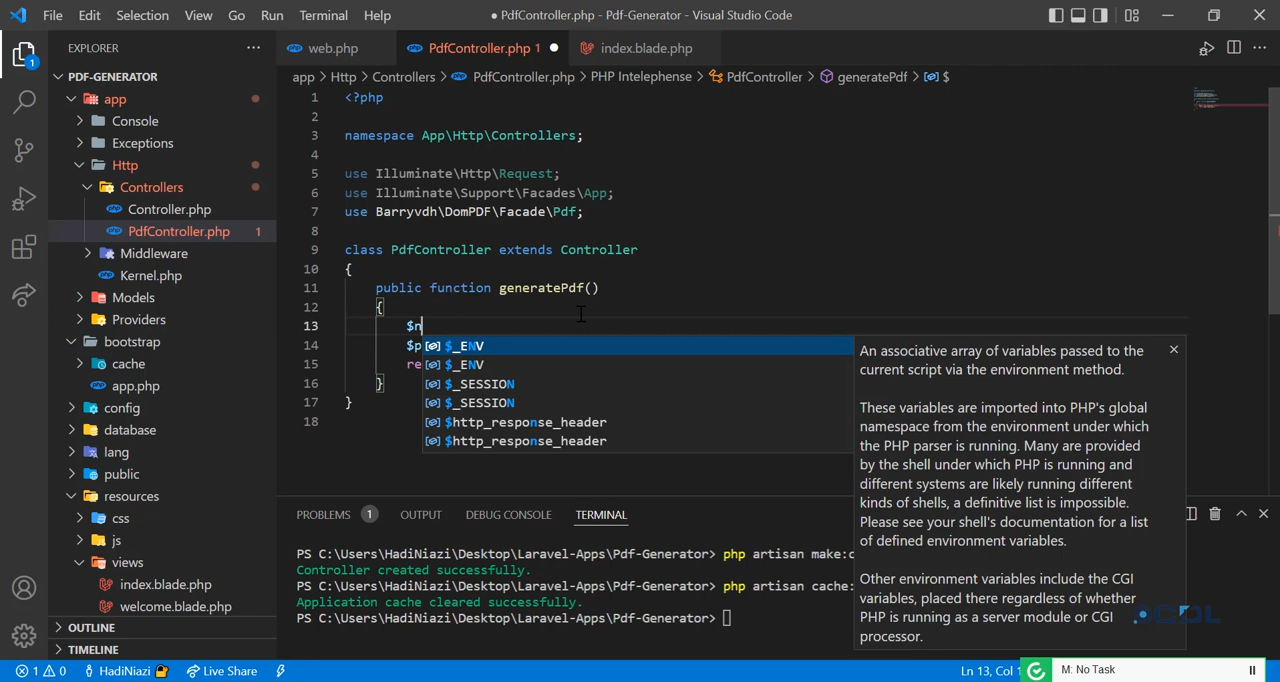 File Edit Selection View Go Run Terminal Help ● PdfController.php - Pdf-Generator - Visual Studio Code
EXPLORER ... web.php PdfController.php 1 ● index.blade.php
PDF-GENERATOR app > Http > Controllers > PdfController.php > PHP Intelephense > PdfController > generatePdf > $
app
Console
Exceptions
Http
Controllers
Controller.php
PdfController.php 1
Middleware
Kernel.php
Models
Providers
bootstrap
cache
app.php
config
database
lang
public
resources
css
js
views
index.blade.php
welcome.blade.php
OUTLINE
TIMELINE
1 <?php
2
3 namespace App\Http\Controllers;
4
5 use Illuminate\Http\Request;
6 use Illuminate\Support\Facades\App;
7 use Barryvdh\DomPDF\Facade\Pdf;
8
9 class PdfController extends Controller
10 {
11 public function generatePdf()
12 {
13 $n
14 $p
15 re
16 }
17 }
18
$_ENV
$_ENV
$_SESSION
$_SESSION
$http_response_header
$http_response_header
An associative array of variables passed to the
current script via the environment method.
These variables are imported into PHP's global
namespace from the environment under which
the PHP parser is running. Many are provided
by the shell under which PHP is running and
different systems are likely running different
kinds of shells, a definitive list is impossible.
Please see your shell's documentation for a list
of defined environment variables.
Other environment variables include the CGI
variables, placed there regardless of whether
PHP is running as a server module or CGI
processor.
PROBLEMS 1 OUTPUT DEBUG CONSOLE TERMINAL
PS C:\Users\HadiNiazi\Desktop\Laravel-Apps\Pdf-Generator> php artisan make:c
Controller created successfully.
PS C:\Users\HadiNiazi\Desktop\Laravel-Apps\Pdf-Generator> php artisan cache:
Application cache cleared successfully.
PS C:\Users\HadiNiazi\Desktop\Laravel-Apps\Pdf-Generator>
1 0 HadiNiazi Live Share Ln 13, Col 1 M: No Task